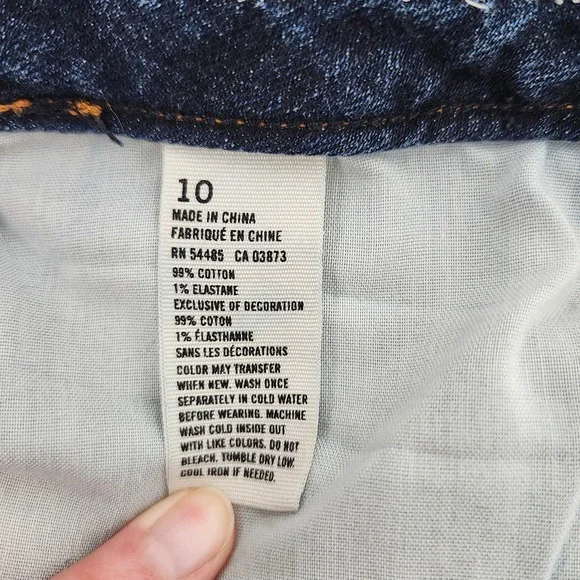 10
MADE IN CHINA
FABRIQUÉ EN CHINE
RN 54485 CA 03873
99% COTTON
1% ELASTANE
EXCLUSIVE OF DECORATION
99% COTON
1% ÉLASTHANNE
SANS LES DÉCORATIONS
COLOR MAY TRANSFER
WHEN NEW. WASH ONCE
SEPARATELY IN COLD WATER
BEFORE WEARING. MACHINE
WASH COLD INSIDE OUT
WITH LIKE COLORS. DO NOT
BLEACH. TUMBLE DRY LOW.
COOL IRON IF NEEDED.